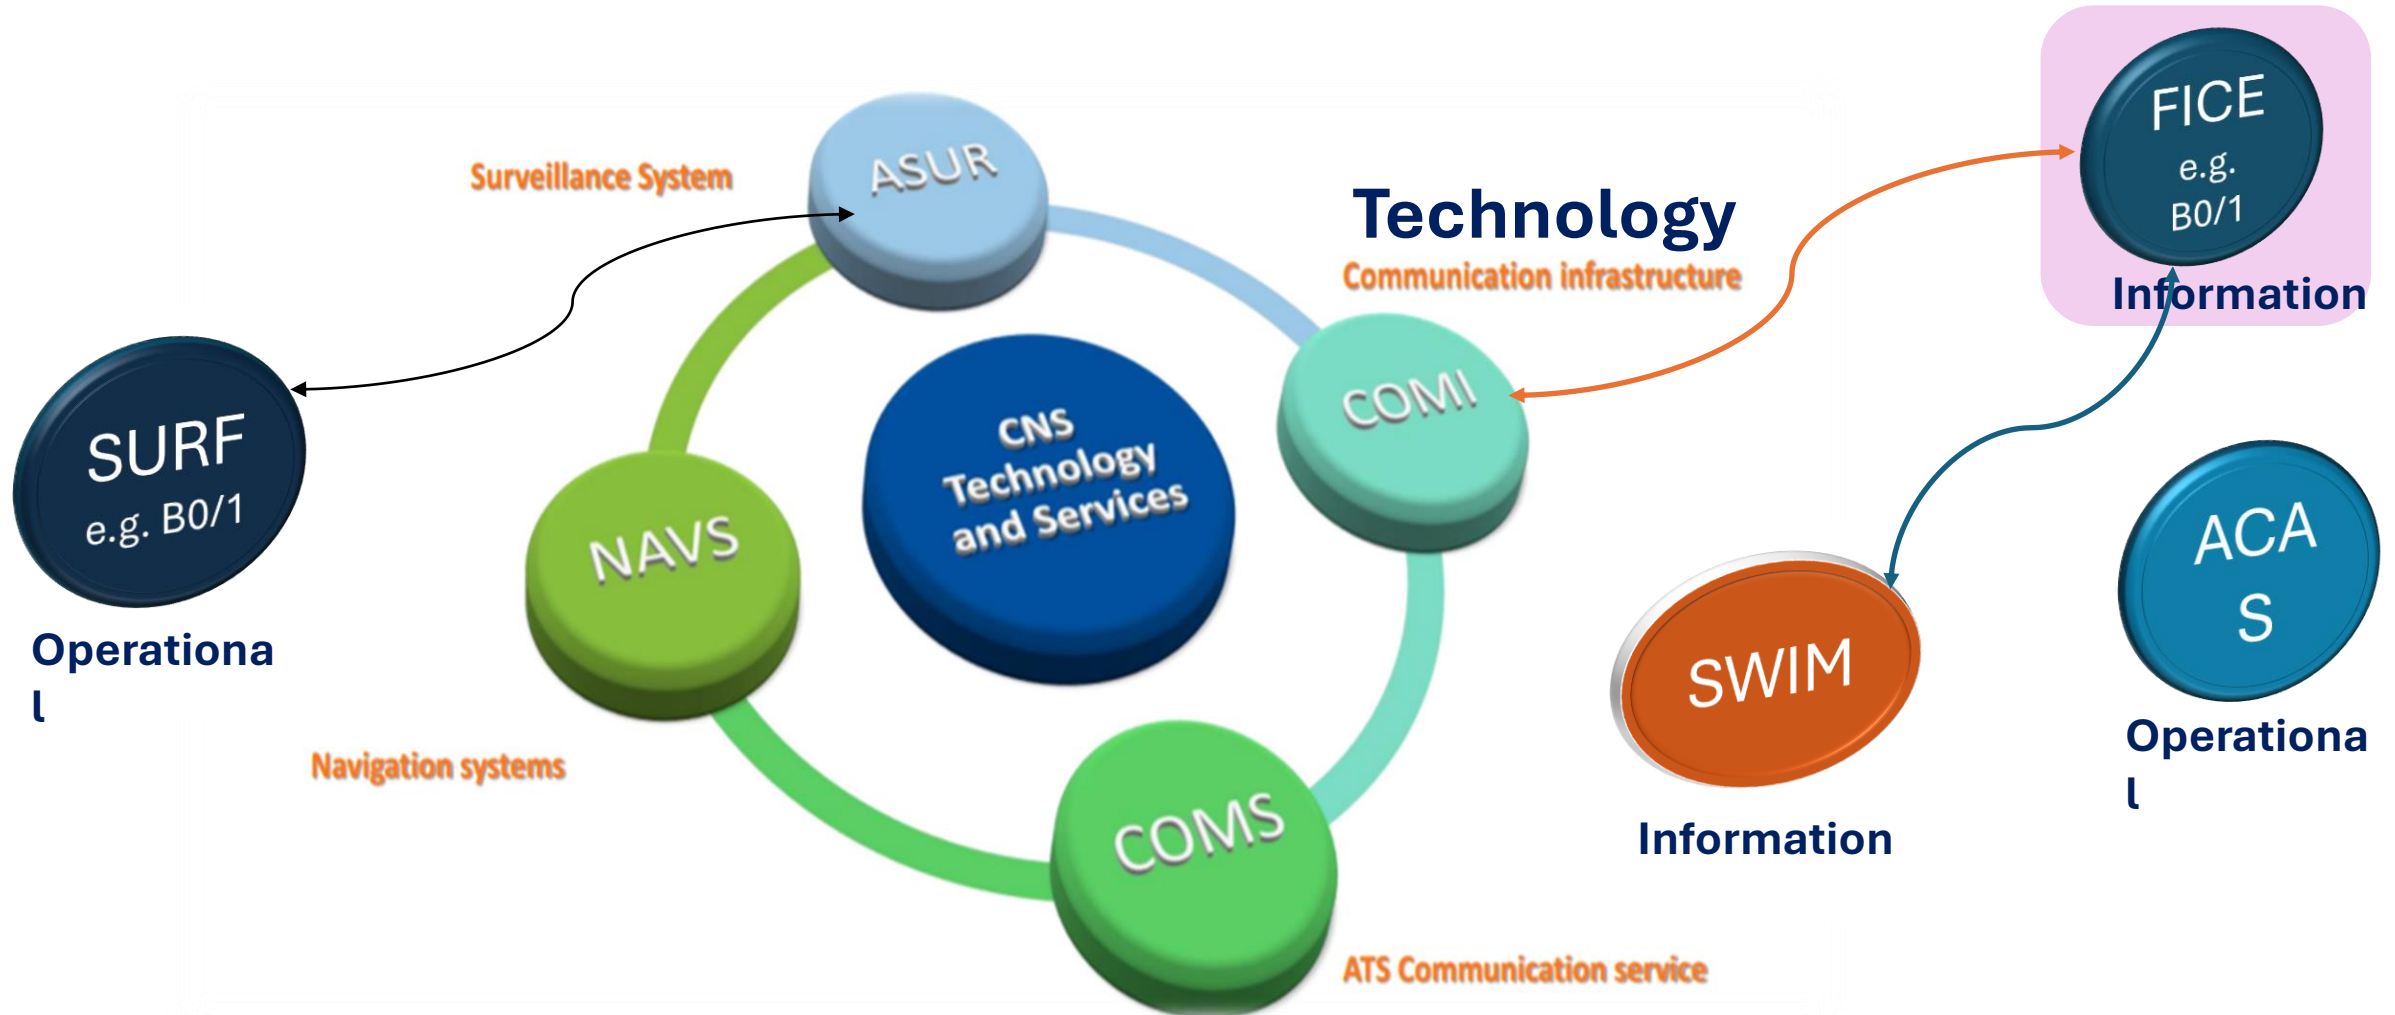 FICE
e.g.
B0/1
Information
ASUR
Surveillance System
Technology
Communication infrastructure
COMI
SURF
e.g. B0/1
Operationa
l
CNS
Technology
and Services
NAVS
ACA
S
Operationa
l
SWIM
Information
Navigation systems
COMS
ATS Communication service